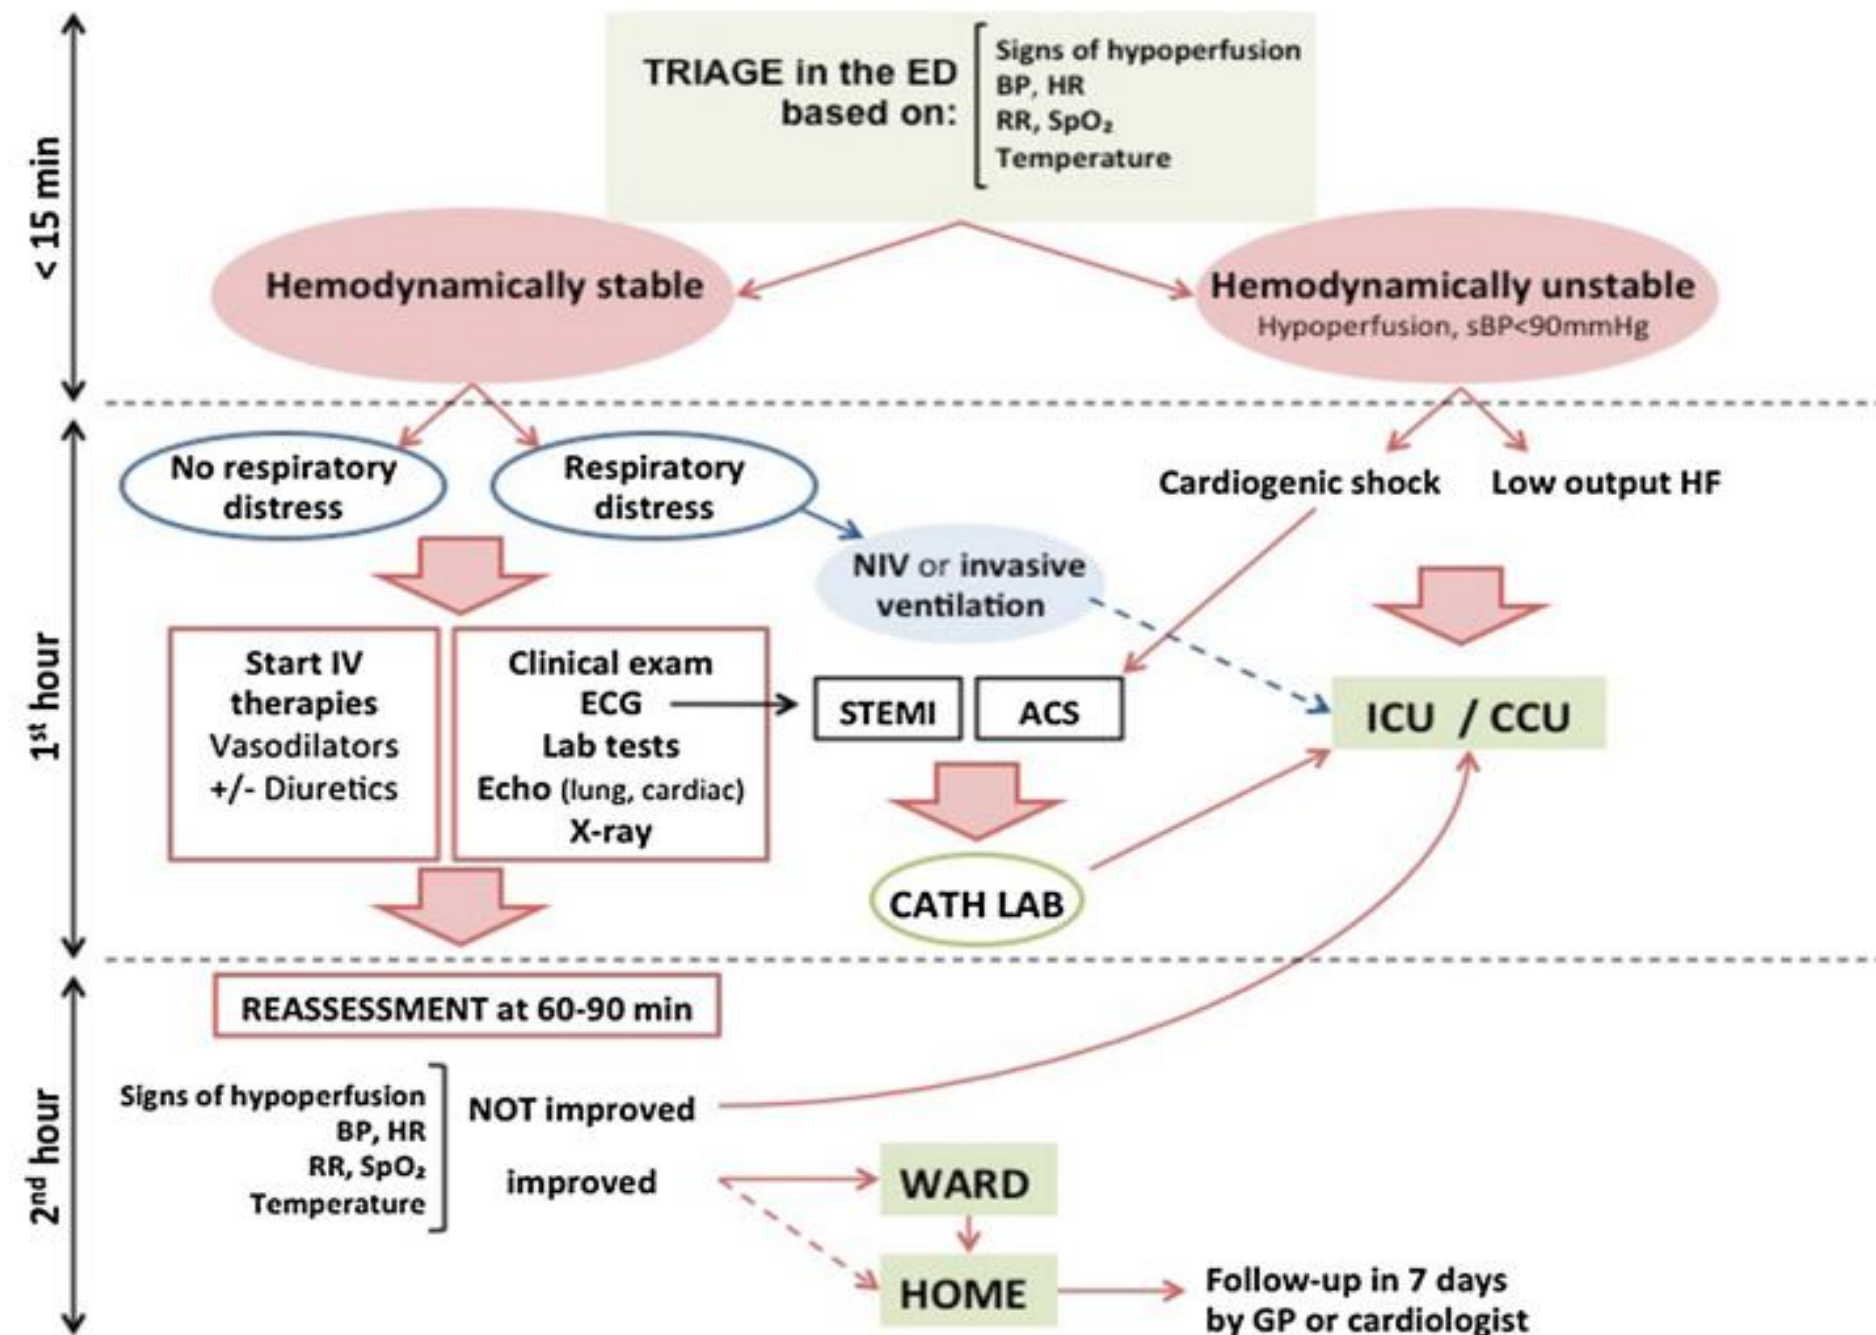 < 15 min
TRIAGE in the ED
based on:
Signs of hypoperfusion
BP, HR
RR, SpO₂
Temperature
Hemodynamically stable
Hemodynamically unstable
Hypoperfusion, sBP<90mmHg
1st hour
No respiratory
distress
Respiratory
distress
Cardiogenic shock
Low output HF
NIV or invasive
ventilation
Start IV
therapies
Vasodilators
+/- Diuretics
Clinical exam
ECG
Lab tests
Echo (lung, cardiac)
X-ray
STEMI
ACS
ICU / CCU
CATH LAB
2nd hour
REASSESSMENT at 60-90 min
Signs of hypoperfusion
BP, HR
RR, SpO₂
Temperature
NOT improved
improved
WARD
HOME
Follow-up in 7 days
by GP or cardiologist